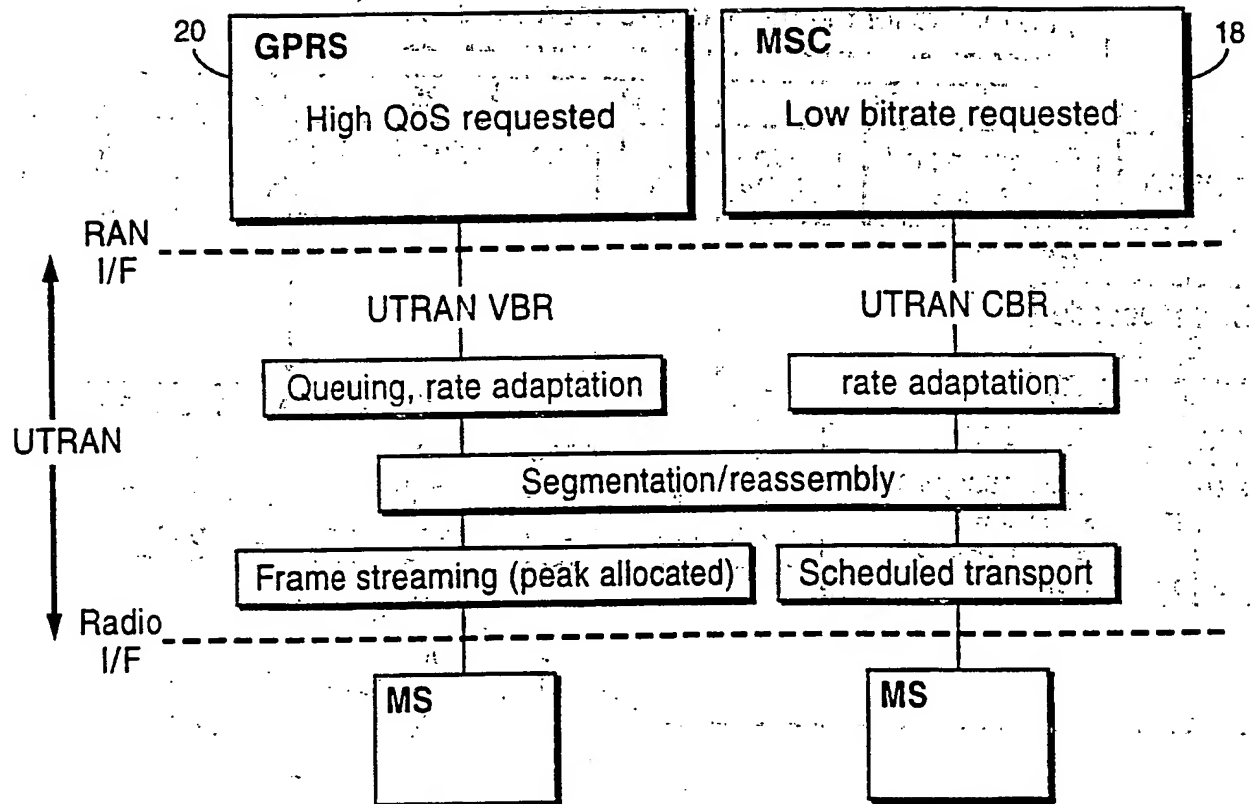 20
GPRS
High QoS requested
MSC
Low bitrate requested
18
RAN
I/F
UTRAN VBR
UTRAN CBR
Queuing, rate adaptation
rate adaptation
UTRAN
Segmentation/reassembly
Frame streaming (peak allocated)
Scheduled transport
Radio
I/F
MS
MS